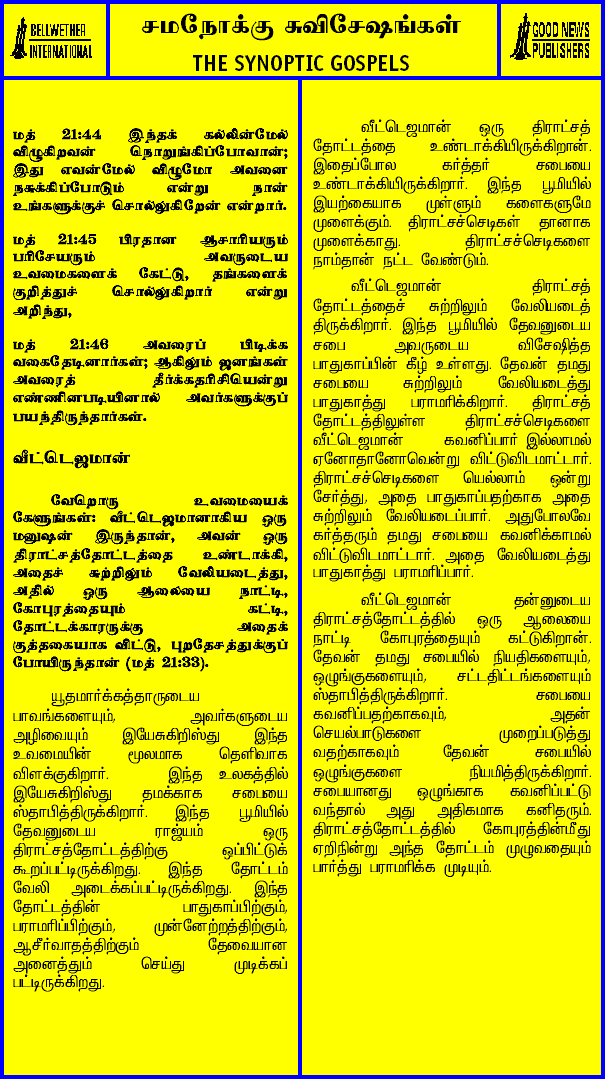 BELLWETHER
INTERNATIONAL
சமநோக்கு சுவிசேஷங்கள்
THE SYNOPTIC GOSPELS
GOOD NEWS
PUBLISHERS
மத் 21:44 இந்தக் கல்லின்மேல்
விழுகிறவன் நொறுங்கிப்போவான்;
இது எவன்மேல் விழுமோ அவனை
நசுக்கிப்போடும் என்று நான்
உங்களுக்குச் சொல்லுகிறேன் என்றார்.
மத் 21:45 பிரதான ஆசாரியரும்
பரிசேயரும் அவருடைய
உவமைகளைக் கேட்டு, தங்களைக்
குறித்துச் சொல்லுகிறார் என்று
அறிந்து,
மத் 21:46 அவரைப் பிடிக்க
வகைதேடினார்கள்; ஆகிலும் ஜனங்கள்
அவரைத் தீர்க்கதரிசியென்று
எண்ணினபடியினால் அவர்களுக்குப்
பயந்திருந்தார்கள்.
வீட்டெஜமான்
வேறொரு உவமையைக்
கேளுங்கள்: வீட்டெஜமானாகிய ஒரு
மனுஷன் இருந்தான், அவன் ஒரு
திராட்சத்தோட்டத்தை உண்டாக்கி,
அதைச் சுற்றிலும் வேலியடைத்து,
அதில் ஒரு ஆலையை நாட்டி,
கோபுரத்தையும் கட்டி,
தோட்டக்காரருக்கு அதைக்
குத்தகையாக விட்டு, புறதேசத்துக்குப்
போயிருந்தான் (மத் 21:33).
யூதமார்க்கத்தாருடைய
பாவங்களையும், அவர்களுடைய
அழிவையும் இயேசுகிறிஸ்து இந்த
உவமையின் மூலமாக தெளிவாக
விளக்குகிறார். இந்த உலகத்தில்
இயேசுகிறிஸ்து தமக்காக சபையை
ஸ்தாபித்திருக்கிறார். இந்த பூமியில்
தேவனுடைய ராஜ்யம் ஒரு
திராட்சத்தோட்டத்திற்கு ஒப்பிட்டுக்
கூறப்பட்டிருக்கிறது. இந்த தோட்டம்
வேலி அடைக்கப்பட்டிருக்கிறது. இந்த
தோட்டத்தின் பாதுகாப்பிற்கும்,
பராமரிப்பிற்கும், முன்னேற்றத்திற்கும்,
ஆசீர்வாதத்திற்கும் தேவையான
அனைத்தும் செய்து முடிக்கப்
பட்டிருக்கிறது.
வீட்டெஜமான் ஒரு திராட்சத்
தோட்டத்தை உண்டாக்கியிருக்கிறான்.
இதைப்போல கர்த்தர் சபையை
உண்டாக்கியிருக்கிறார். இந்த பூமியில்
இயற்கையாக முள்ளும் களைகளுமே
முளைக்கும். திராட்சச்செடிகள் தானாக
முளைக்காது. திராட்சச்செடிகளை
நாம்தான் நட்ட வேண்டும்.
வீட்டெஜமான் திராட்சத்
தோட்டத்தைச் சுற்றிலும் வேலியடைத்
திருக்கிறார். இந்த பூமியில் தேவனுடைய
சபை அவருடைய விசேஷித்த
பாதுகாப்பின் கீழ் உள்ளது. தேவன் தமது
சபையை சுற்றிலும் வேலியடைத்து
பாதுகாத்து பராமரிக்கிறார். திராட்சத்
தோட்டத்திலுள்ள திராட்சச்செடிகளை
வீட்டெஜமான் கவனிப்பார் இல்லாமல்
ஏனோதானோவென்று விட்டுவிடமாட்டார்.
திராட்சச்செடிகளை யெல்லாம் ஒன்று
சேர்த்து, அதை பாதுகாப்பதற்காக அதை
சுற்றிலும் வேலியடைப்பார். அதுபோலவே
கர்த்தரும் தமது சபையை கவனிக்காமல்
விட்டுவிடமாட்டார். அதை வேலியடைத்து
பாதுகாத்து பராமரிப்பார்.
வீட்டெஜமான் தன்னுடைய
திராட்சத்தோட்டத்தில் ஒரு ஆலையை
நாட்டி கோபுரத்தையும் கட்டுகிறான்.
தேவன் தமது சபையில் நியதிகளையும்,
ஒழுங்குகளையும், சட்டதிட்டங்களையும்
ஸ்தாபித்திருக்கிறார். சபையை
கவனிப்பதற்காகவும், அதன்
செயல்பாடுகளை முறைப்படுத்து
வதற்காகவும் தேவன் சபையில்
ஒழுங்குகளை நியமித்திருக்கிறார்.
சபையானது ஒழுங்காக கவனிப்பட்டு
வந்தால் அது அதிகமாக கனிதரும்.
திராட்சத்தோட்டத்தில் கோபுரத்தின்மீது
ஏறிநின்று அந்த தோட்டம் முழுவதையும்
பார்த்து பராமரிக்க முடியும்.